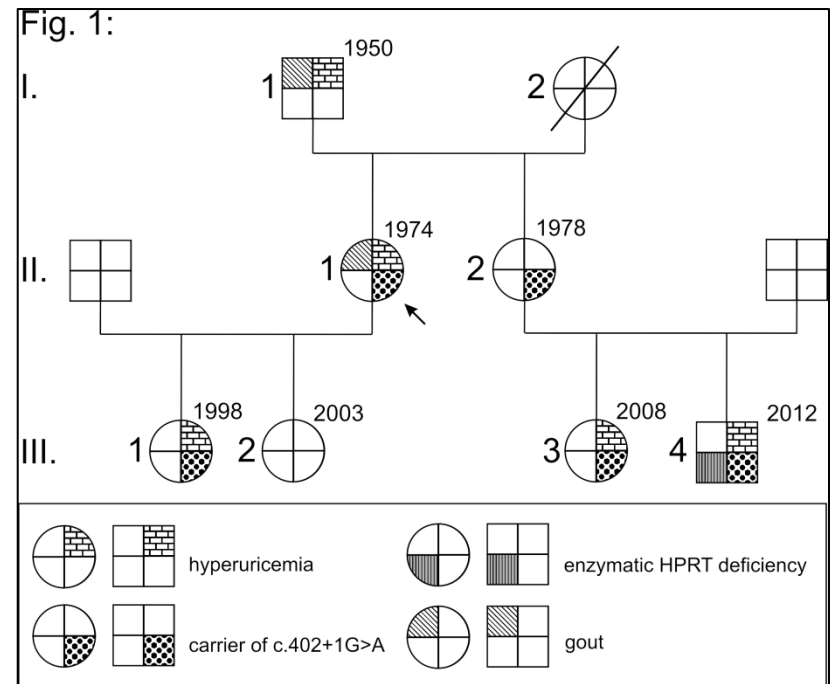 Fig. 1:
1950
I.
1
2
1974
1978
II.
1
2
1998
2003
2008
2012
III.
1
2
3
4
hyperuricemia
enzymatic HPRT deficiency
carrier of c.402+1G>A
gout